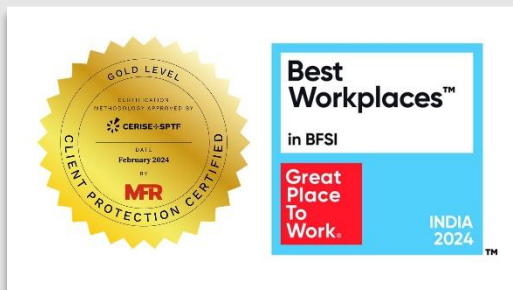 GOLD LEVEL
CERTIFICATION
METHODOLOGY APPROVED BY
CERISE+SPTF
DATE
February 2024
BY
MFR
CLIENT PROTECTION CERTIFIED
Best
Workplaces™
in BFSI
Great
Place
To
Work®
INDIA
2024
TM